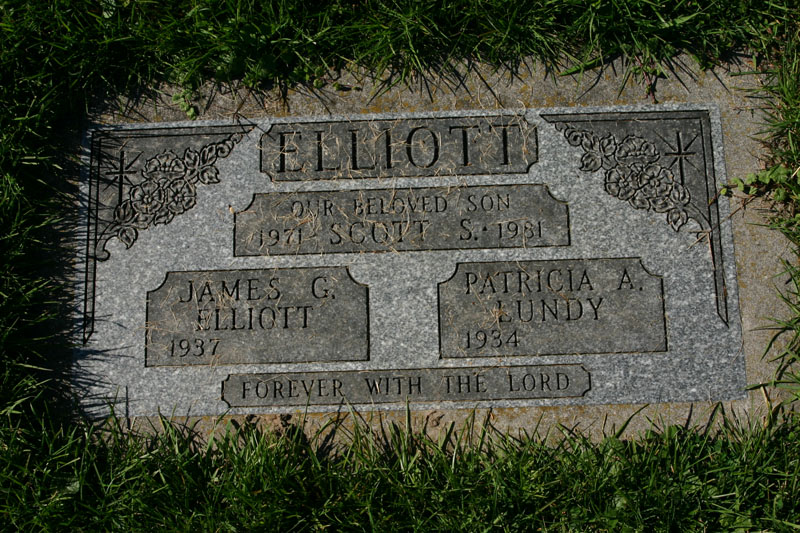 ELLIOTT
OUR BELOVED SON
1971 SCOTT S. 1981
JAMES G.
ELLIOTT
1937
PATRICIA A.
LUNDY
1934
FOREVER WITH THE LORD